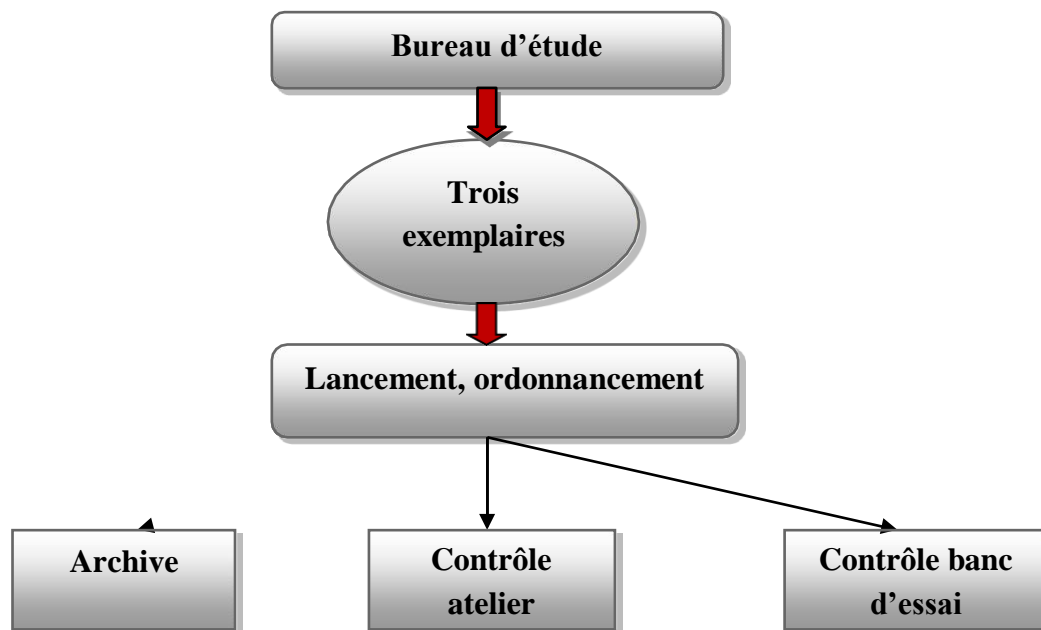 Bureau d’étude
Trois
exemplaires
Lancement, ordonnancement
Archive
Contrôle
atelier
Contrôle banc
d’essai